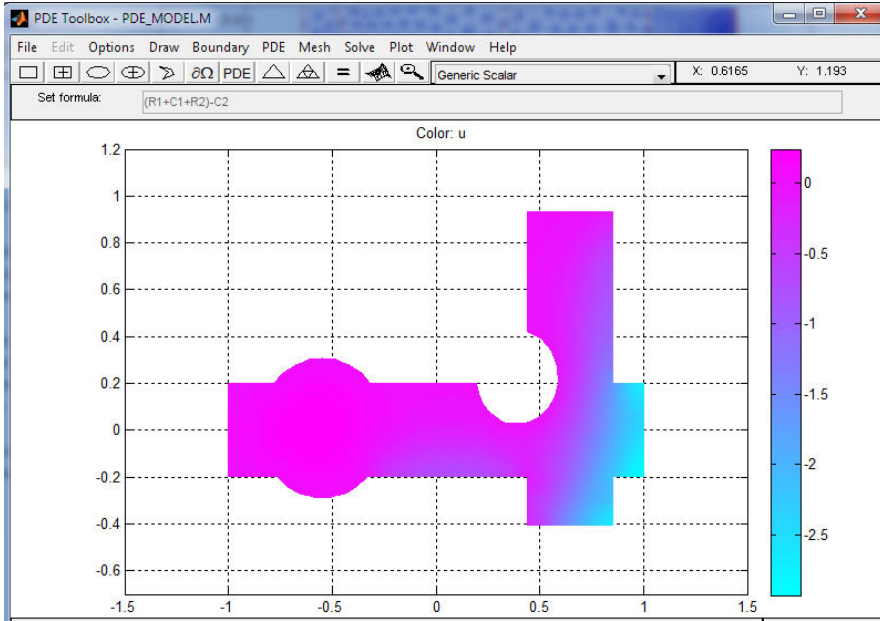 PDE Toolbox - PDE_MODEL.M
File Edit Options Draw Boundary PDE Mesh Solve Plot Window Help
∂Ω PDE = Generic Scalar X: 0.6165 Y: 1.193
Set formula: (R1+C1+R2)-C2
Color: u
1.2
1
0.8
0.6
0.4
0.2
0
-0.2
-0.4
-0.6
-1.5 -1 -0.5 0 0.5 1 1.5
0
-0.5
-1
-1.5
-2
-2.5